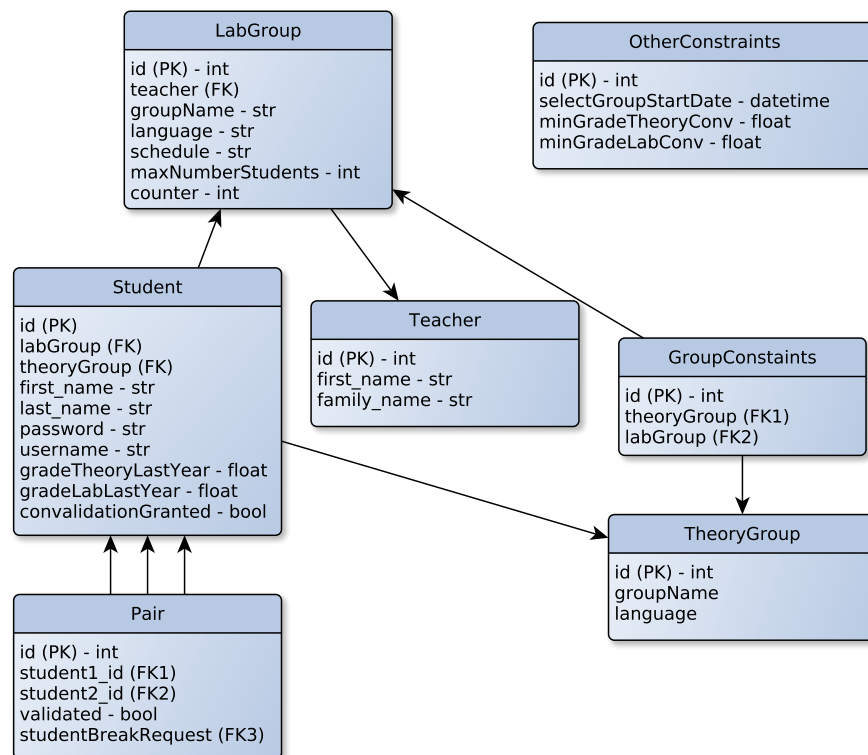 LabGroup
id (PK) - int
teacher (FK)
groupName - str
language - str
schedule - str
maxNumberStudents - int
counter - int
OtherConstraints
id (PK) - int
selectGroupStartDate - datetime
minGradeTheoryConv - float
minGradeLabConv - float
Student
id (PK)
labGroup (FK)
theoryGroup (FK)
first_name - str
last_name - str
password - str
username - str
gradeTheoryLastYear - float
gradeLabLastYear - float
convalidationGranted - bool
Teacher
id (PK) - int
first_name - str
family_name - str
GroupConstaints
id (PK) - int
theoryGroup (FK1)
labGroup (FK2)
TheoryGroup
id (PK) - int
groupName
language
Pair
id (PK) - int
student1_id (FK1)
student2_id (FK2)
validated - bool
studentBreakRequest (FK3)